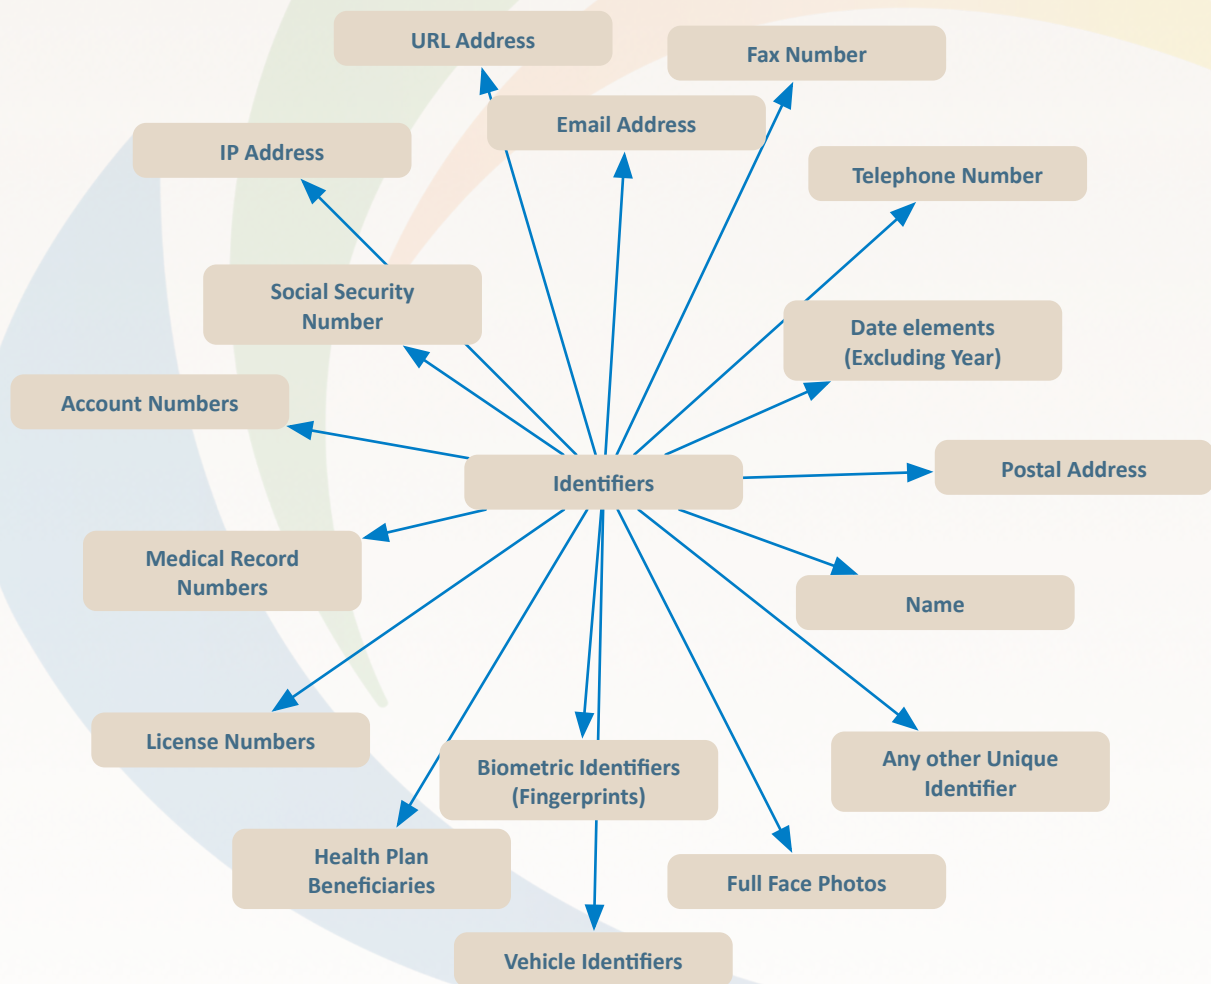 URL Address
Fax Number
Email Address
IP Address
Telephone Number
Social Security
Number
Date elements
(Excluding Year)
Account Numbers
Postal Address
Identifiers
Medical Record
Numbers
Name
License Numbers
Biometric Identifiers
(Fingerprints)
Any other Unique
Identifier
Health Plan
Beneficiaries
Full Face Photos
Vehicle Identifiers